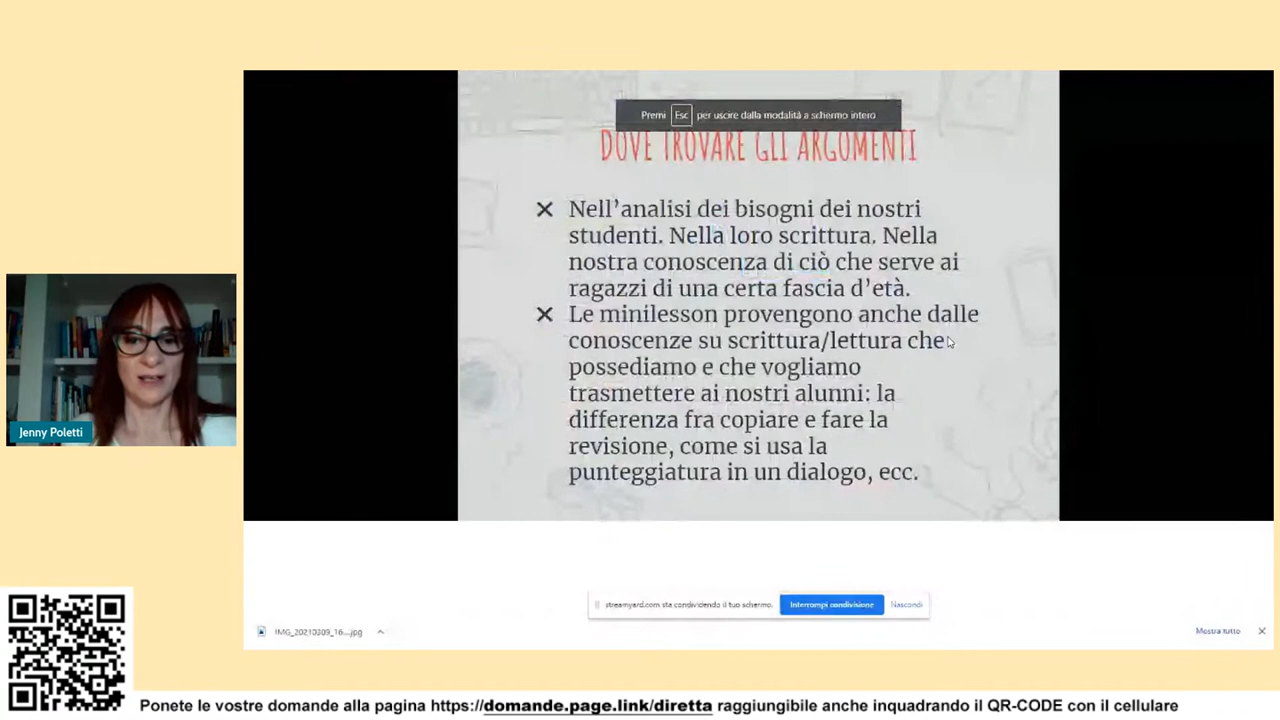 Premi Esc per uscire dalla modalità a schermo intero
DOVE TROVARE GLI ARGOMENTI
× Nell’analisi dei bisogni dei nostri
studenti. Nella loro scrittura. Nella
nostra conoscenza di ciò che serve ai
ragazzi di una certa fascia d’età.
× Le minilesson provengono anche dalle
conoscenze su scrittura/lettura che
possediamo e che vogliamo
trasmettere ai nostri alunni: la
differenza fra copiare e fare la
revisione, come si usa la
punteggiatura in un dialogo, ecc.
Jenny Poletti
streamyard.com sta condividendo il tuo schermo. Interrompi condivisione Nascondi
IMG_20210209_16....jpg Mostra tutto
Ponete le vostre domande alla pagina https://domande.page.link/diretta raggiungibile anche inquadrando il QR-CODE con il cellulare